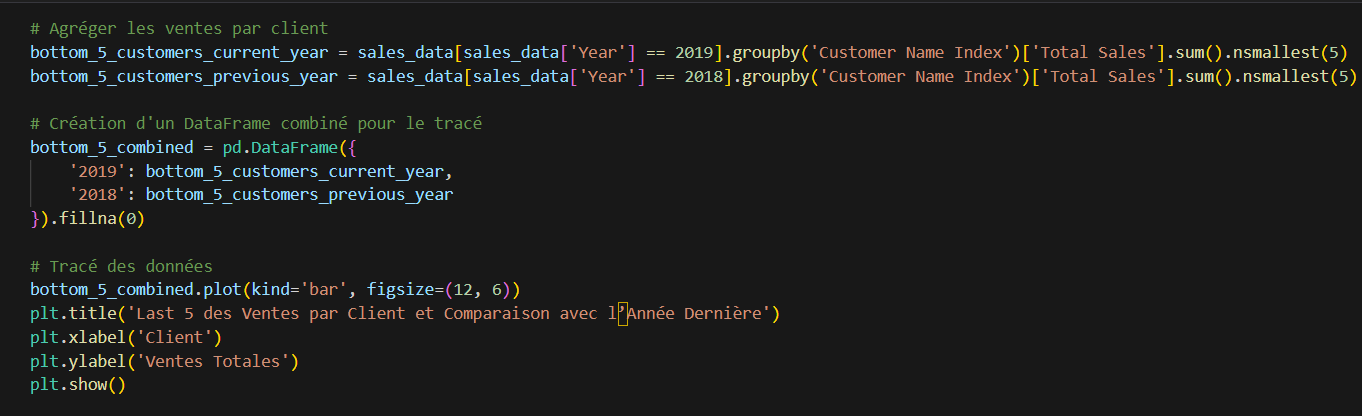 # Agréger les ventes par client
bottom_5_customers_current_year = sales_data[sales_data['Year'] == 2019].groupby('Customer Name Index')['Total Sales'].sum().nsmallest(5)
bottom_5_customers_previous_year = sales_data[sales_data['Year'] == 2018].groupby('Customer Name Index')['Total Sales'].sum().nsmallest(5)
# Création d'un DataFrame combiné pour le tracé
bottom_5_combined = pd.DataFrame({
    '2019': bottom_5_customers_current_year,
    '2018': bottom_5_customers_previous_year
}).fillna(0)
# Tracé des données
bottom_5_combined.plot(kind='bar', figsize=(12, 6))
plt.title('Last 5 des Ventes par Client et Comparaison avec l’Année Dernière')
plt.xlabel('Client')
plt.ylabel('Ventes Totales')
plt.show()